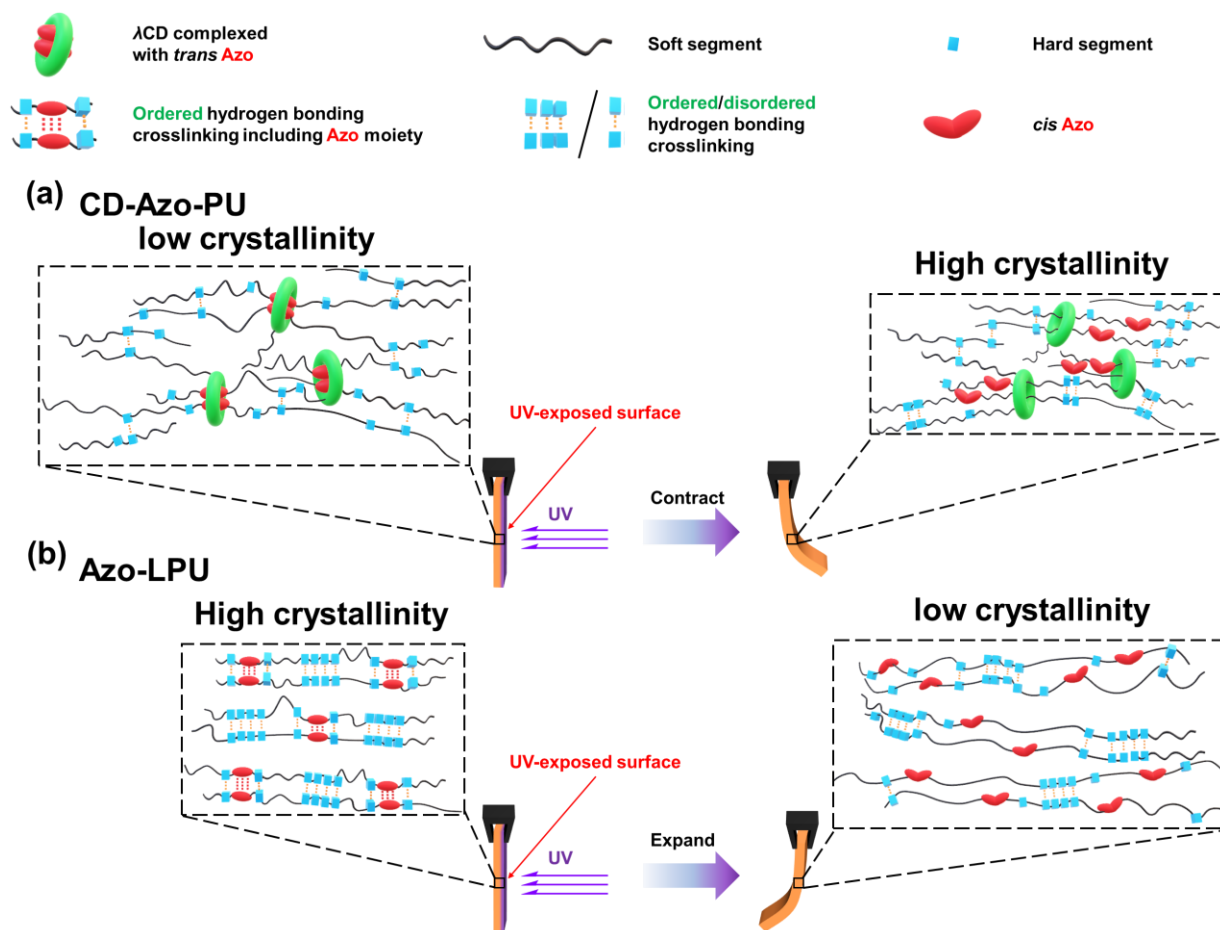 λCD complexed
with trans Azo
Soft segment
Hard segment
Ordered hydrogen bonding
crosslinking including Azo moiety
Ordered/disordered
hydrogen bonding
crosslinking
cis Azo
(a) CD-Azo-PU
low crystallinity
High crystallinity
UV-exposed surface
UV
Contract
(b) Azo-LPU
High crystallinity
low crystallinity
UV-exposed surface
UV
Expand